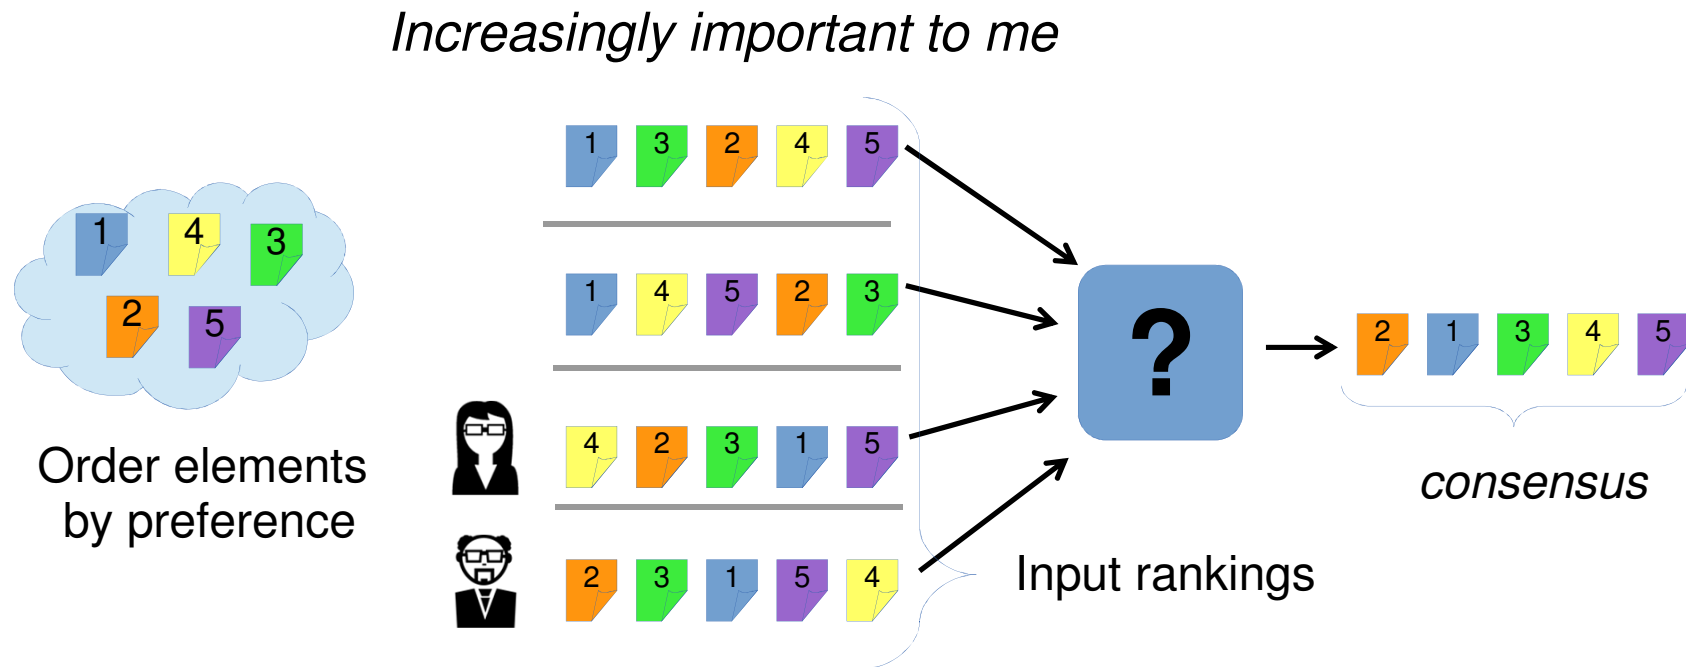 Increasingly important to me
1 3 2 4 5
1 4 3
2 5
1 4 5 2 3
?
2 1 3 4 5
4 2 3 1 5
Order elements
by preference
consensus
2 3 1 5 4
Input rankings